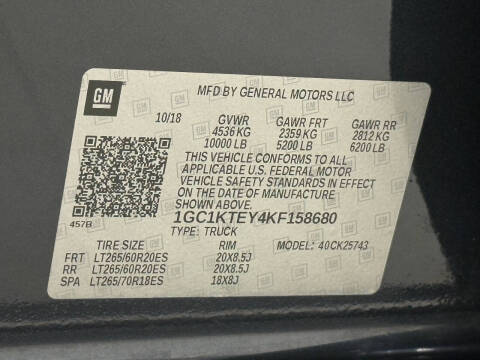 GM
MFD BY GENERAL MOTORS LLC
10/18 GVWR GAWR FRT GAWR RR
4536 KG 2359 KG 2812 KG
10000 LB 5200 LB 6200 LB
THIS VEHICLE CONFORMS TO ALL
APPLICABLE U.S. FEDERAL MOTOR
VEHICLE SAFETY STANDARDS IN EFFECT
ON THE DATE OF MANUFACTURE
SHOWN ABOVE.
1GC1KTEY4KF158680
457B TYPE: TRUCK
TIRE SIZE RIM MODEL: 40CK25743
FRT LT265/60R20ES 20X8.5J
RR LT265/60R20ES 20X8.5J
SPA LT265/70R18ES 18X8J